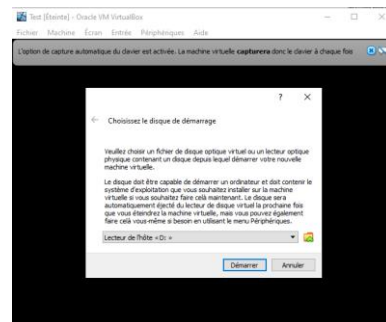 Test [Éteinte] - Oracle VM VirtualBox
Fichier Machine Écran Entrée Périphériques Aide
L'option de capture automatique du clavier est activée. La machine virtuelle capturera donc le clavier à chaque fois
?
Choisissez le disque de démarrage
Veuillez choisir un fichier de disque optique virtuel ou un lecteur optique
physique contenant un disque depuis lequel démarrer votre nouvelle
machine virtuelle.
Le disque doit être capable de démarrer un ordinateur et doit contenir le
système d'exploitation que vous souhaitez installer sur la machine
virtuelle si vous souhaitez faire celà maintenant. Le disque sera
automatiquement éjecté du lecteur de disque virtuel la prochaine fois
que vous éteindrez la machine virtuelle, mais vous pouvez également
faire celà vous-même si besoin en utilisant le menu Périphériques.
Lecteur de l'hôte «D: »
Démarrer Annuler